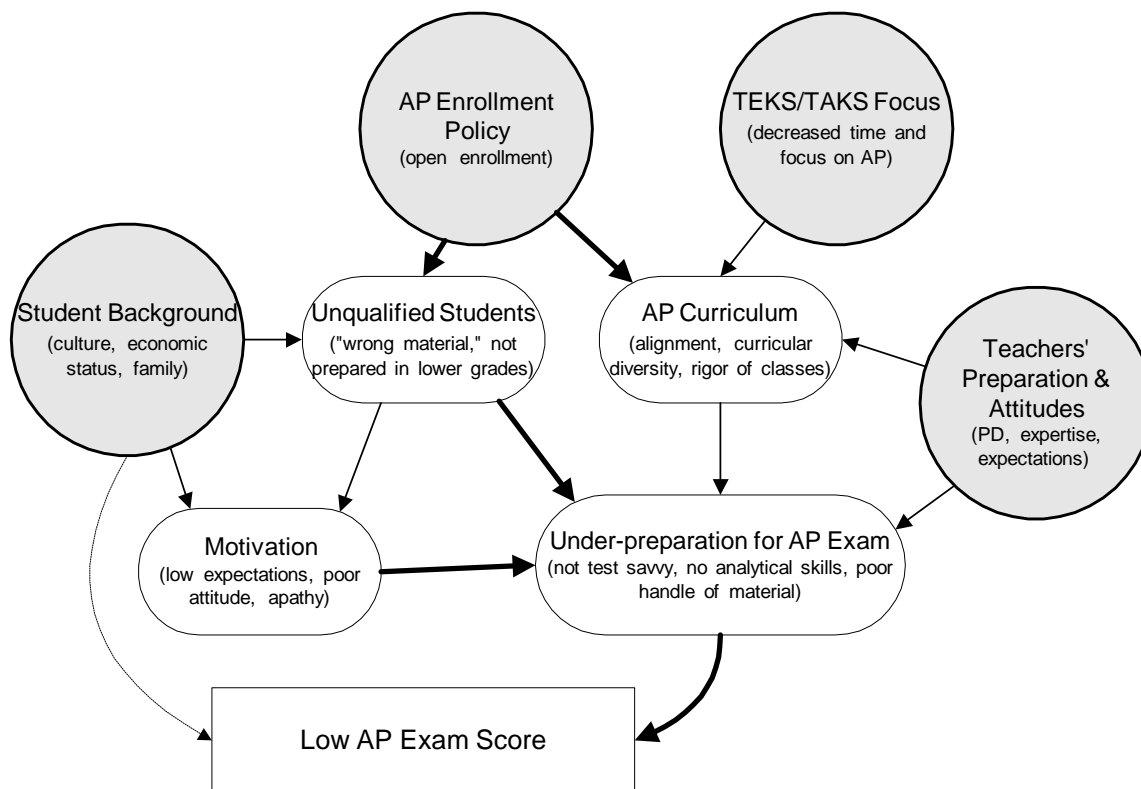 AP Enrollment
Policy
(open enrollment)
TEKS/TAKS Focus
(decreased time and
focus on AP)
Student Background
(culture, economic
status, family)
Unqualified Students
("wrong material," not
prepared in lower grades)
AP Curriculum
(alignment, curricular
diversity, rigor of classes)
Teachers'
Preparation &
Attitudes
(PD, expertise,
expectations)
Motivation
(low expectations, poor
attitude, apathy)
Under-preparation for AP Exam
(not test savvy, no analytical skills, poor
handle of material)
Low AP Exam Score